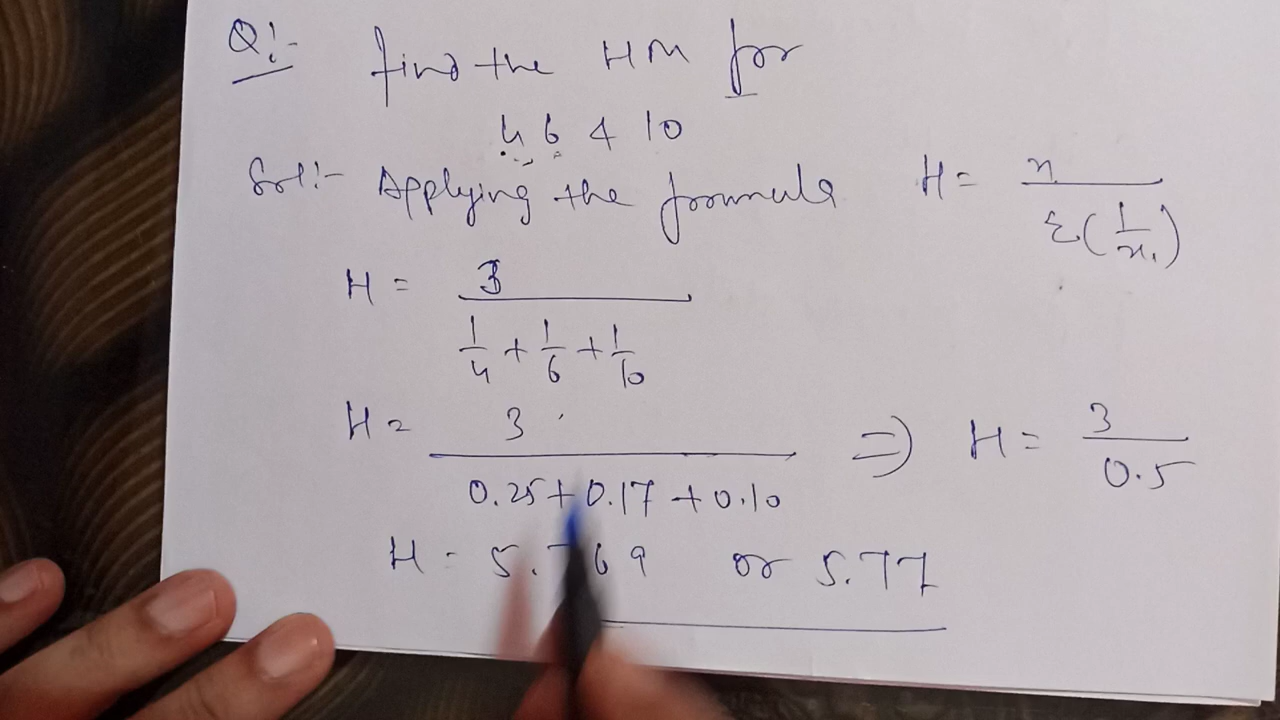 Q!- find the HM for
4 6 & 10
Sol!- Applying the formula H = n / Σ(1/x₁)
H = 3 / 1/4 + 1/6 + 1/10
H = 3 / 0.25 + 0.17 + 0.10 ⇒ H = 3 / 0.5
H = 5.769 or 5.77